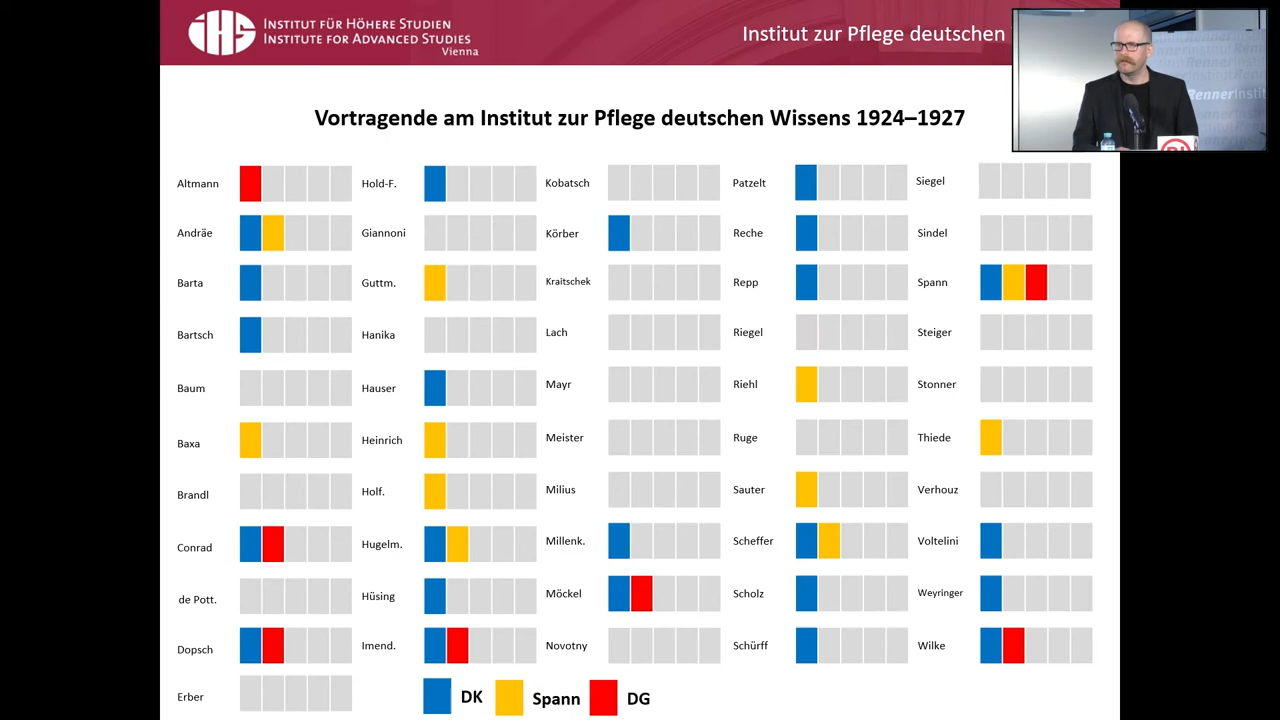 INSTITUT FÜR HÖHERE STUDIEN
INSTITUTE FOR ADVANCED STUDIES
Vienna
IHS
Institut zur Pflege deutschen
RennerInstit
Vortragende am Institut zur Pflege deutschen Wissens 1924–1927
Altmann Hold-F. Kobatsch Patzelt Siegel
Andräe Giannoni Körber Reche Sindel
Barta Guttm. Kraitschek Repp Spann
Bartsch Hanika Lach Riegel Steiger
Baum Hauser Mayr Riehl Stonner
Baxa Heinrich Meister Ruge Thiede
Brandl Holf. Milius Sauter Verhouz
Conrad Hugelm. Millenk. Scheffer Voltelini
de Pott. Hüsing Möckel Scholz Weyringer
Dopsch Imend. Novotny Schürff Wilke
Erber
DK Spann DG